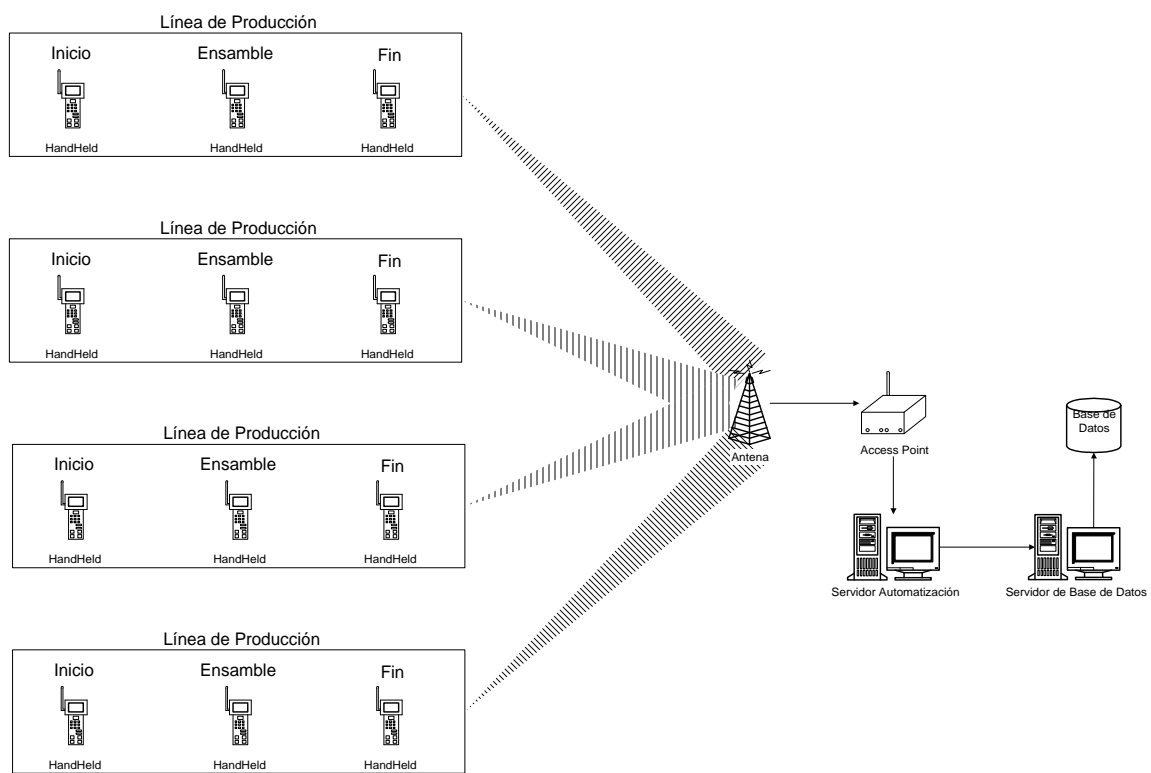 Línea de Producción
Inicio Ensamble Fin
HandHeld HandHeld HandHeld
Línea de Producción
Inicio Ensamble Fin
HandHeld HandHeld HandHeld
Línea de Producción
Inicio Ensamble Fin
HandHeld HandHeld HandHeld
Línea de Producción
Inicio Ensamble Fin
HandHeld HandHeld HandHeld
Antena
Access Point
Base de
Datos
Servidor Automatización
Servidor de Base de Datos